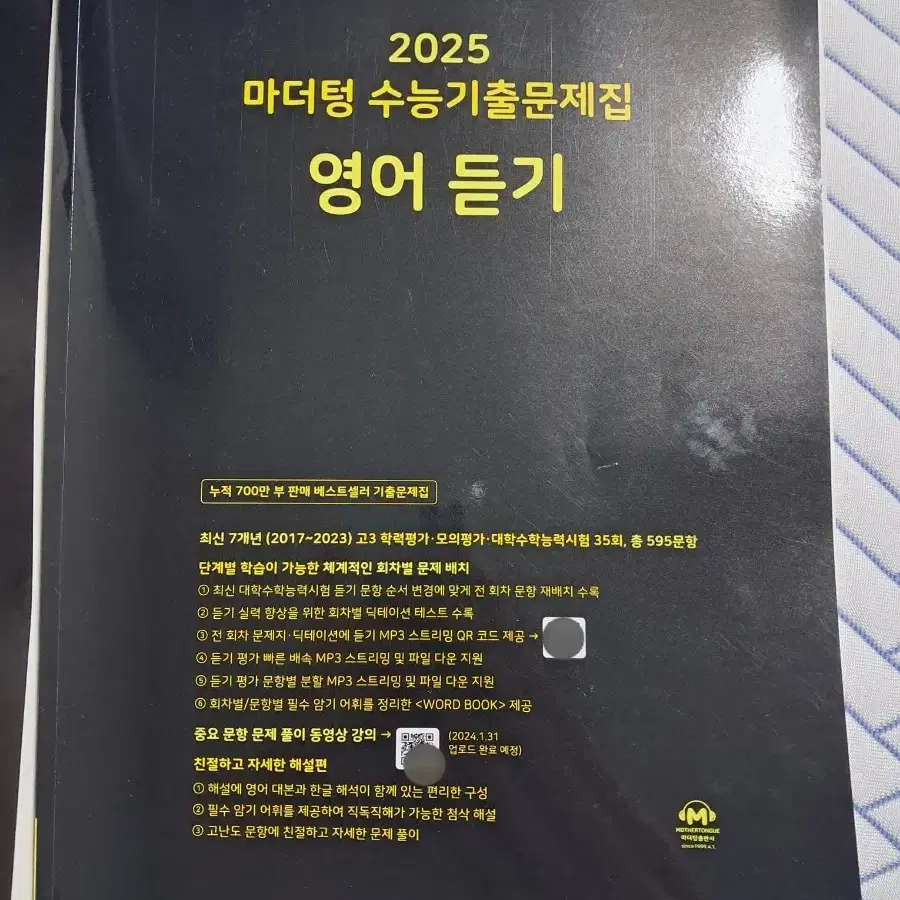 2025
마더텅 수능기출문제집
영어 듣기
누적 700만 부 판매 베스트셀러 기출문제집
최신 7개년 (2017~2023) 고3 학력평가·모의평가·대학수학능력시험 35회, 총 595문항
단계별 학습이 가능한 체계적인 회차별 문제 배치
① 최신 대학수학능력시험 듣기 문항 순서 변경에 맞게 전 회차 문항 재배치 수록
② 듣기 실력 향상을 위한 회차별 딕테이션 테스트 수록
③ 전 회차 문제지·딕테이션에 듣기 MP3 스트리밍 QR 코드 제공 →
④ 듣기 평가 빠른 배속 MP3 스트리밍 및 파일 다운 지원
⑤ 듣기 평가 문항별 분할 MP3 스트리밍 및 파일 다운 지원
⑥ 회차별/문항별 필수 암기 어휘를 정리한 <WORD BOOK> 제공
중요 문항 문제 풀이 동영상 강의 → (2024.1.31
업로드 완료 예정)
친절하고 자세한 해설편
① 해설에 영어 대본과 한글 해석이 함께 있는 편리한 구성
② 필수 암기 어휘를 제공하여 직독직해가 가능한 첨삭 해설
③ 고난도 문항에 친절하고 자세한 문제 풀이
M
MOTHERTONGUE
마더텅출판사
since1999.4.1.